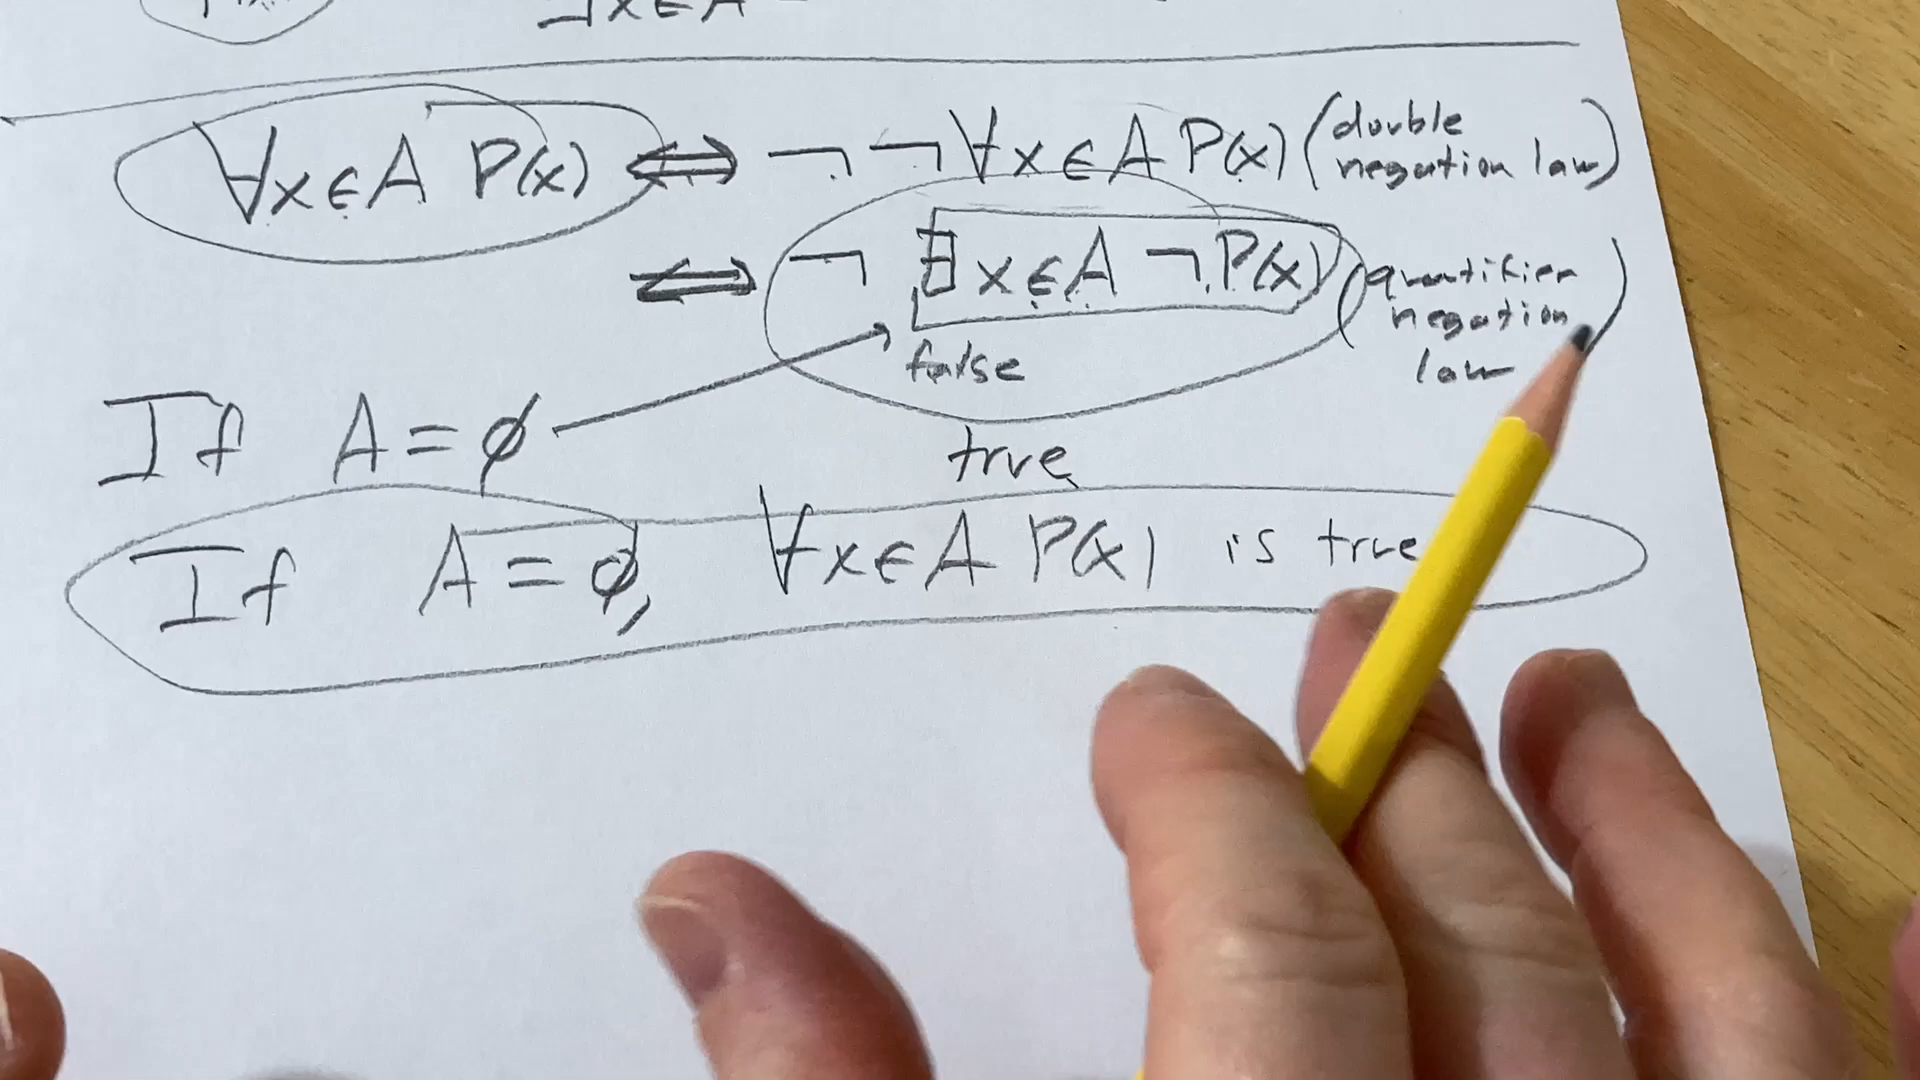 ∃x∈A
∀x∈A P(x) ⟺ ¬¬∀x∈A P(x) (double negation law)
⟺ ¬∃x∈A ¬P(x) (quantifier negation law)
false
If A = ∅
true
If A = ∅, ∀x∈A P(x) is true